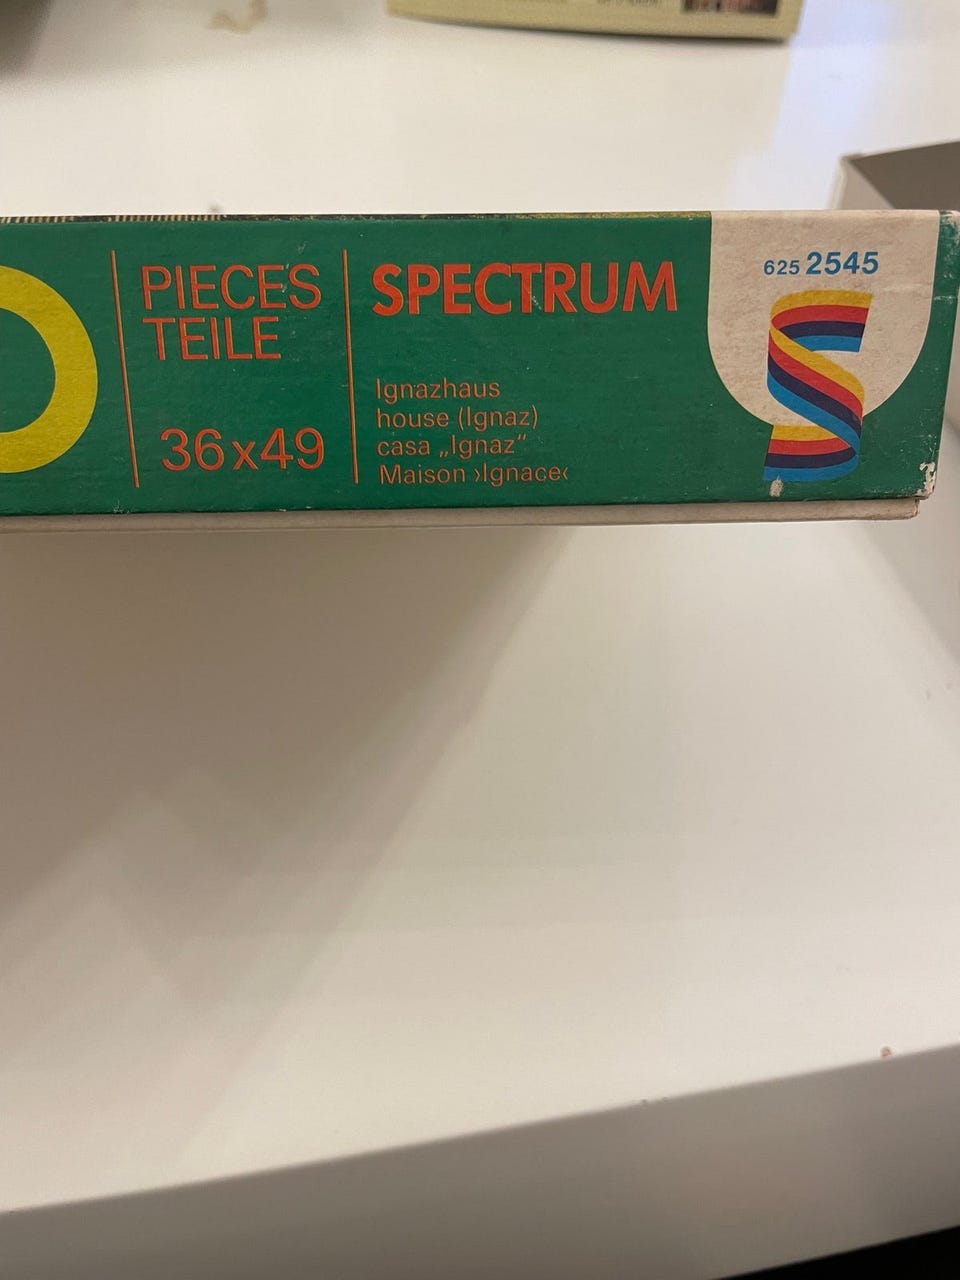 PIECES
TEILE
36x49
SPECTRUM
Ignazhaus
house (Ignaz)
casa „Ignaz“
Maison ›Ignace‹
625 2545